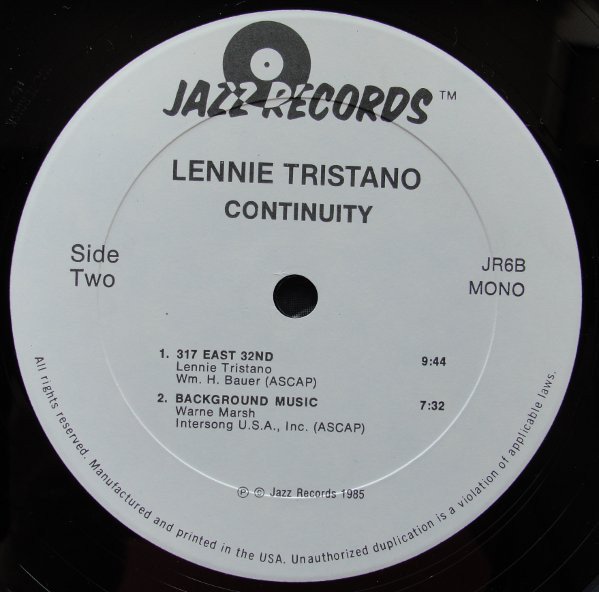 JAZZ RECORDS™
LENNIE TRISTANO
CONTINUITY
Side
Two
JR6B
MONO
1. 317 EAST 32ND 9:44
Lennie Tristano
Wm. H. Bauer (ASCAP)
2. BACKGROUND MUSIC 7:32
Warne Marsh
Intersong U.S.A., Inc. (ASCAP)
Ⓟ © Jazz Records 1985
All rights reserved. Manufactured and printed in the USA. Unauthorized duplication is a violation of applicable laws.